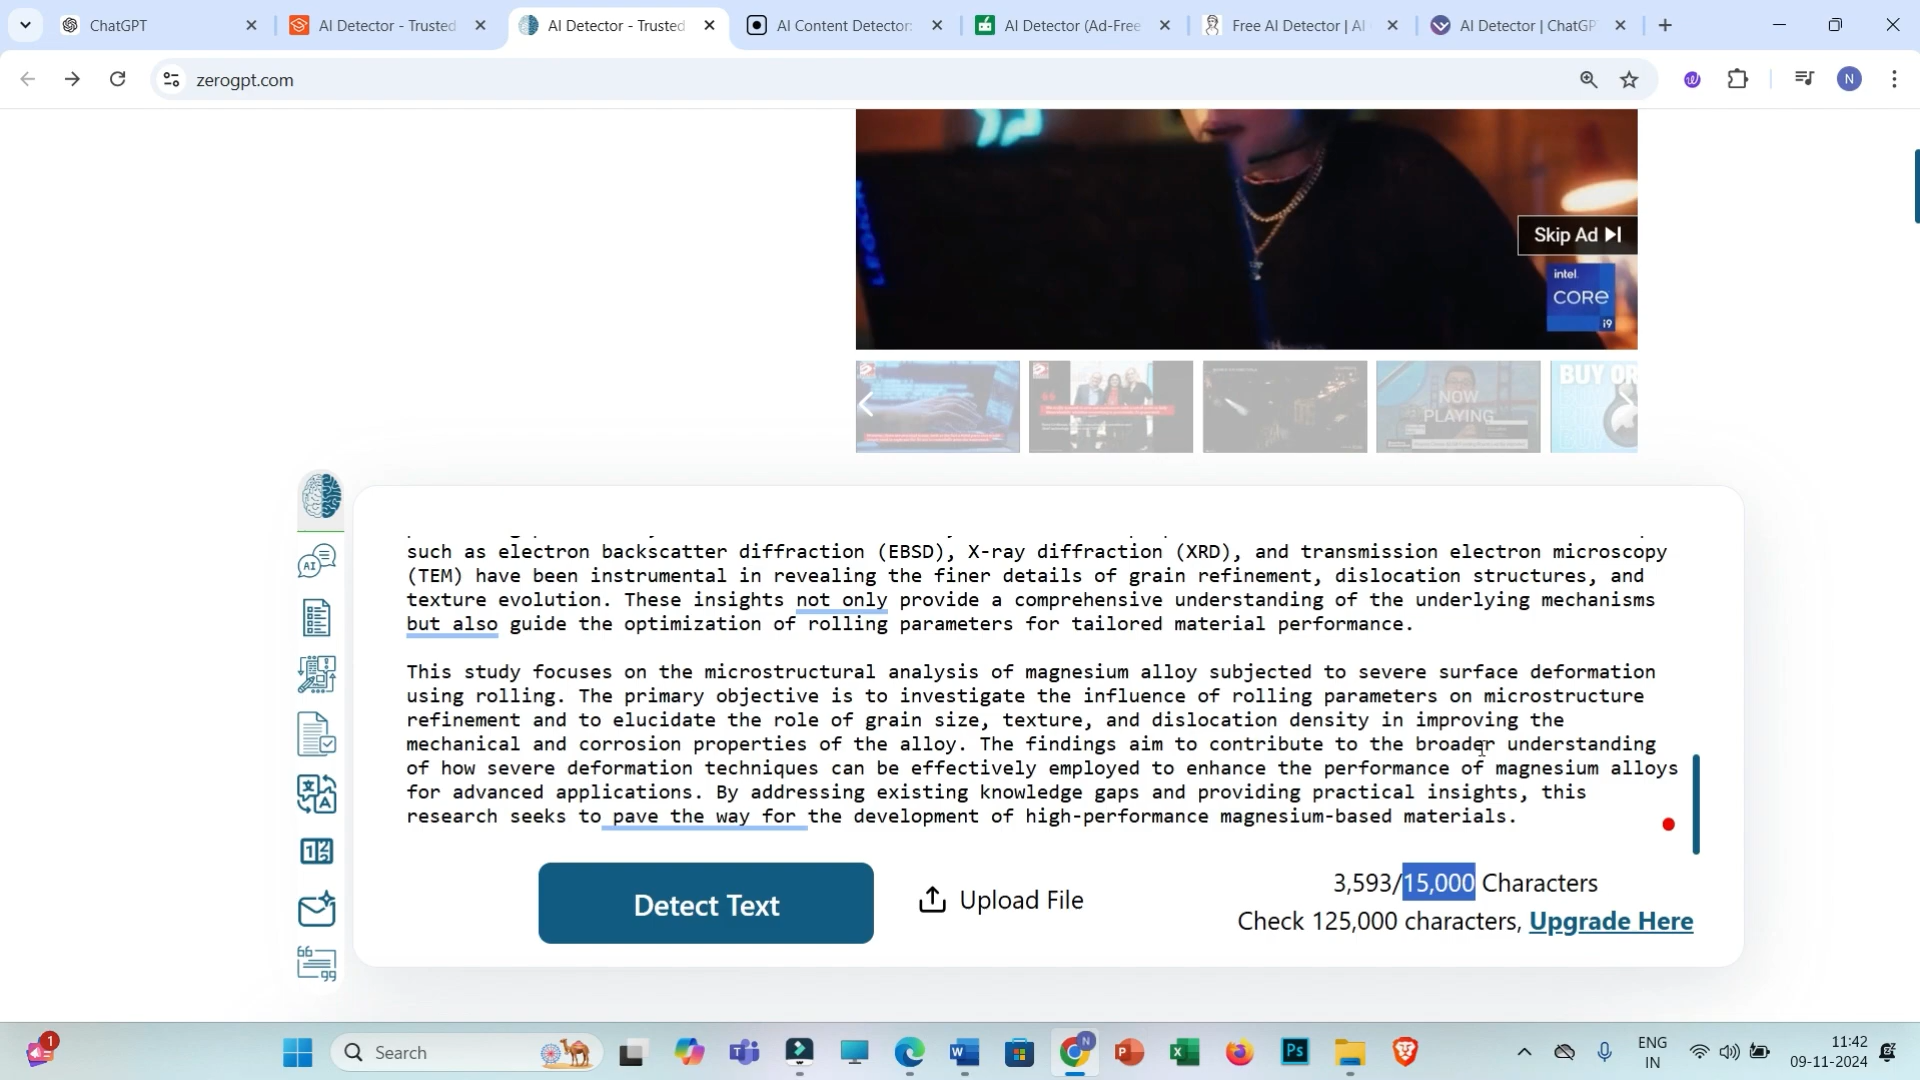 ChatGPT
AI Detector - Trusted
AI Detector - Trusted
AI Content Detector:
AI Detector (Ad-Free
Free AI Detector | AI
AI Detector | ChatGP
zerogpt.com
N
Skip Ad
intel
CORE
i9
NOW
PLAYING
BUY OR
such as electron backscatter diffraction (EBSD), X-ray diffraction (XRD), and transmission electron microscopy
(TEM) have been instrumental in revealing the finer details of grain refinement, dislocation structures, and
texture evolution. These insights not only provide a comprehensive understanding of the underlying mechanisms
but also guide the optimization of rolling parameters for tailored material performance.
This study focuses on the microstructural analysis of magnesium alloy subjected to severe surface deformation
using rolling. The primary objective is to investigate the influence of rolling parameters on microstructure
refinement and to elucidate the role of grain size, texture, and dislocation density in improving the
mechanical and corrosion properties of the alloy. The findings aim to contribute to the broader understanding
of how severe deformation techniques can be effectively employed to enhance the performance of magnesium alloys
for advanced applications. By addressing existing knowledge gaps and providing practical insights, this
research seeks to pave the way for the development of high-performance magnesium-based materials.
Detect Text
Upload File
3,593/15,000 Characters
Check 125,000 characters, Upgrade Here
1
Search
ENG
IN
11:42
09-11-2024